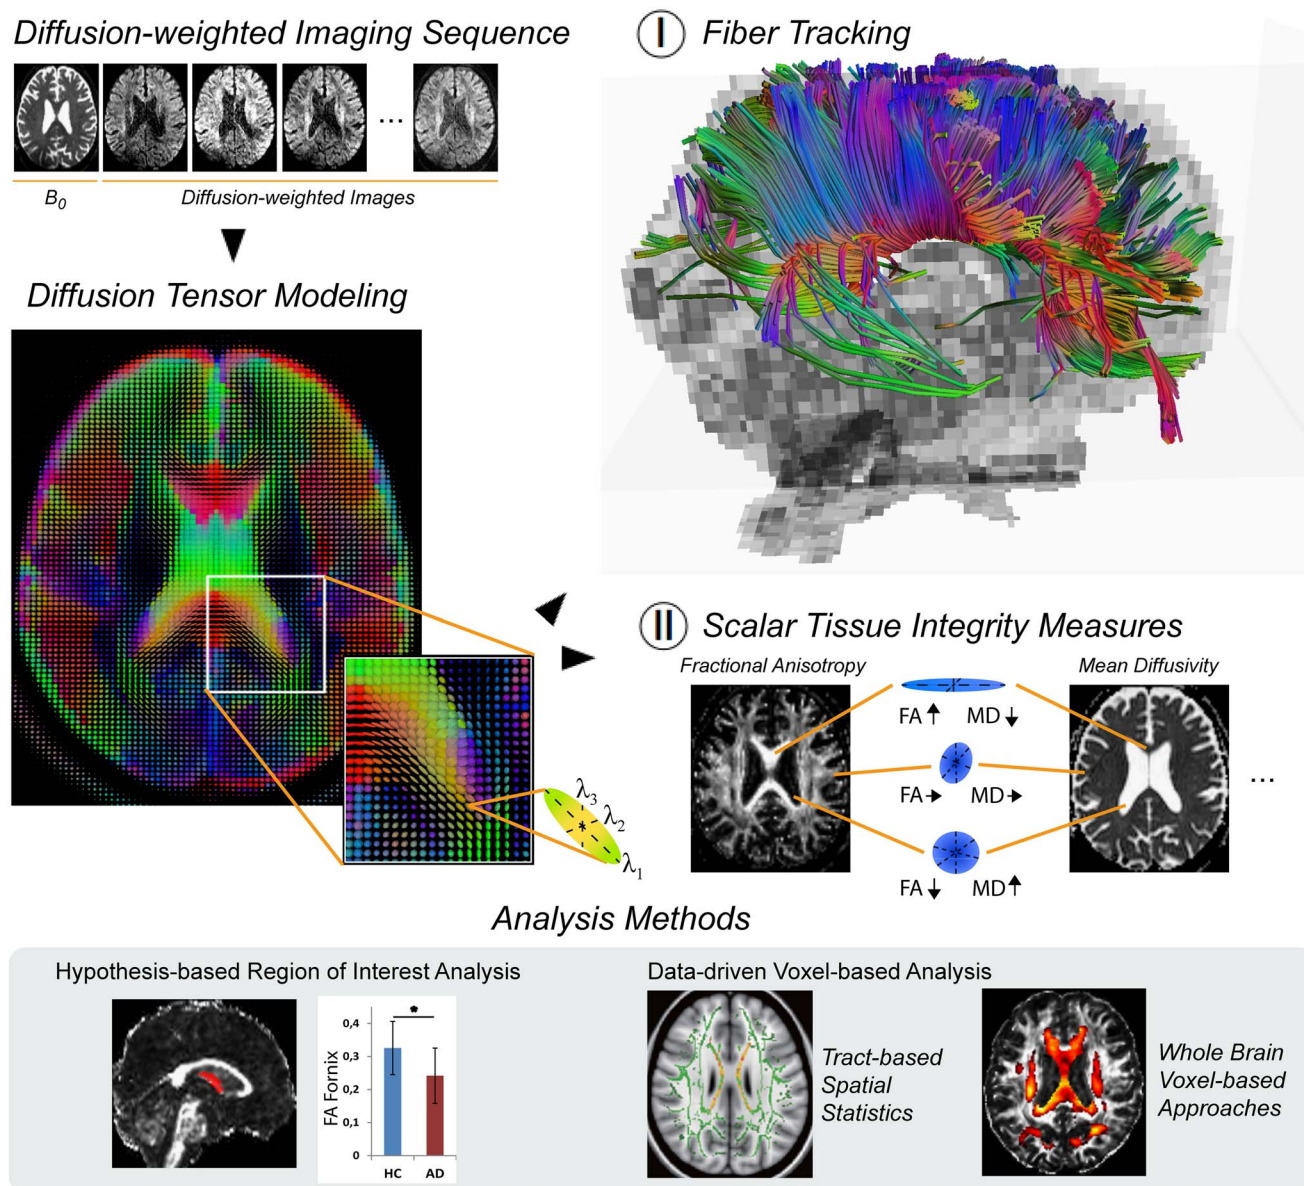 Diffusion-weighted Imaging Sequence
...
B0
Diffusion-weighted Images
Diffusion Tensor Modeling
λ3
λ2
λ1
I Fiber Tracking
II Scalar Tissue Integrity Measures
Fractional Anisotropy
Mean Diffusivity
FA↑ MD↓
FA→ MD→
FA↓ MD↑
...
Analysis Methods
Hypothesis-based Region of Interest Analysis
FA Fornix
*
0,4
0,3
0,2
0,1
0
HC AD
Data-driven Voxel-based Analysis
Tract-based
Spatial
Statistics
Whole Brain
Voxel-based
Approaches